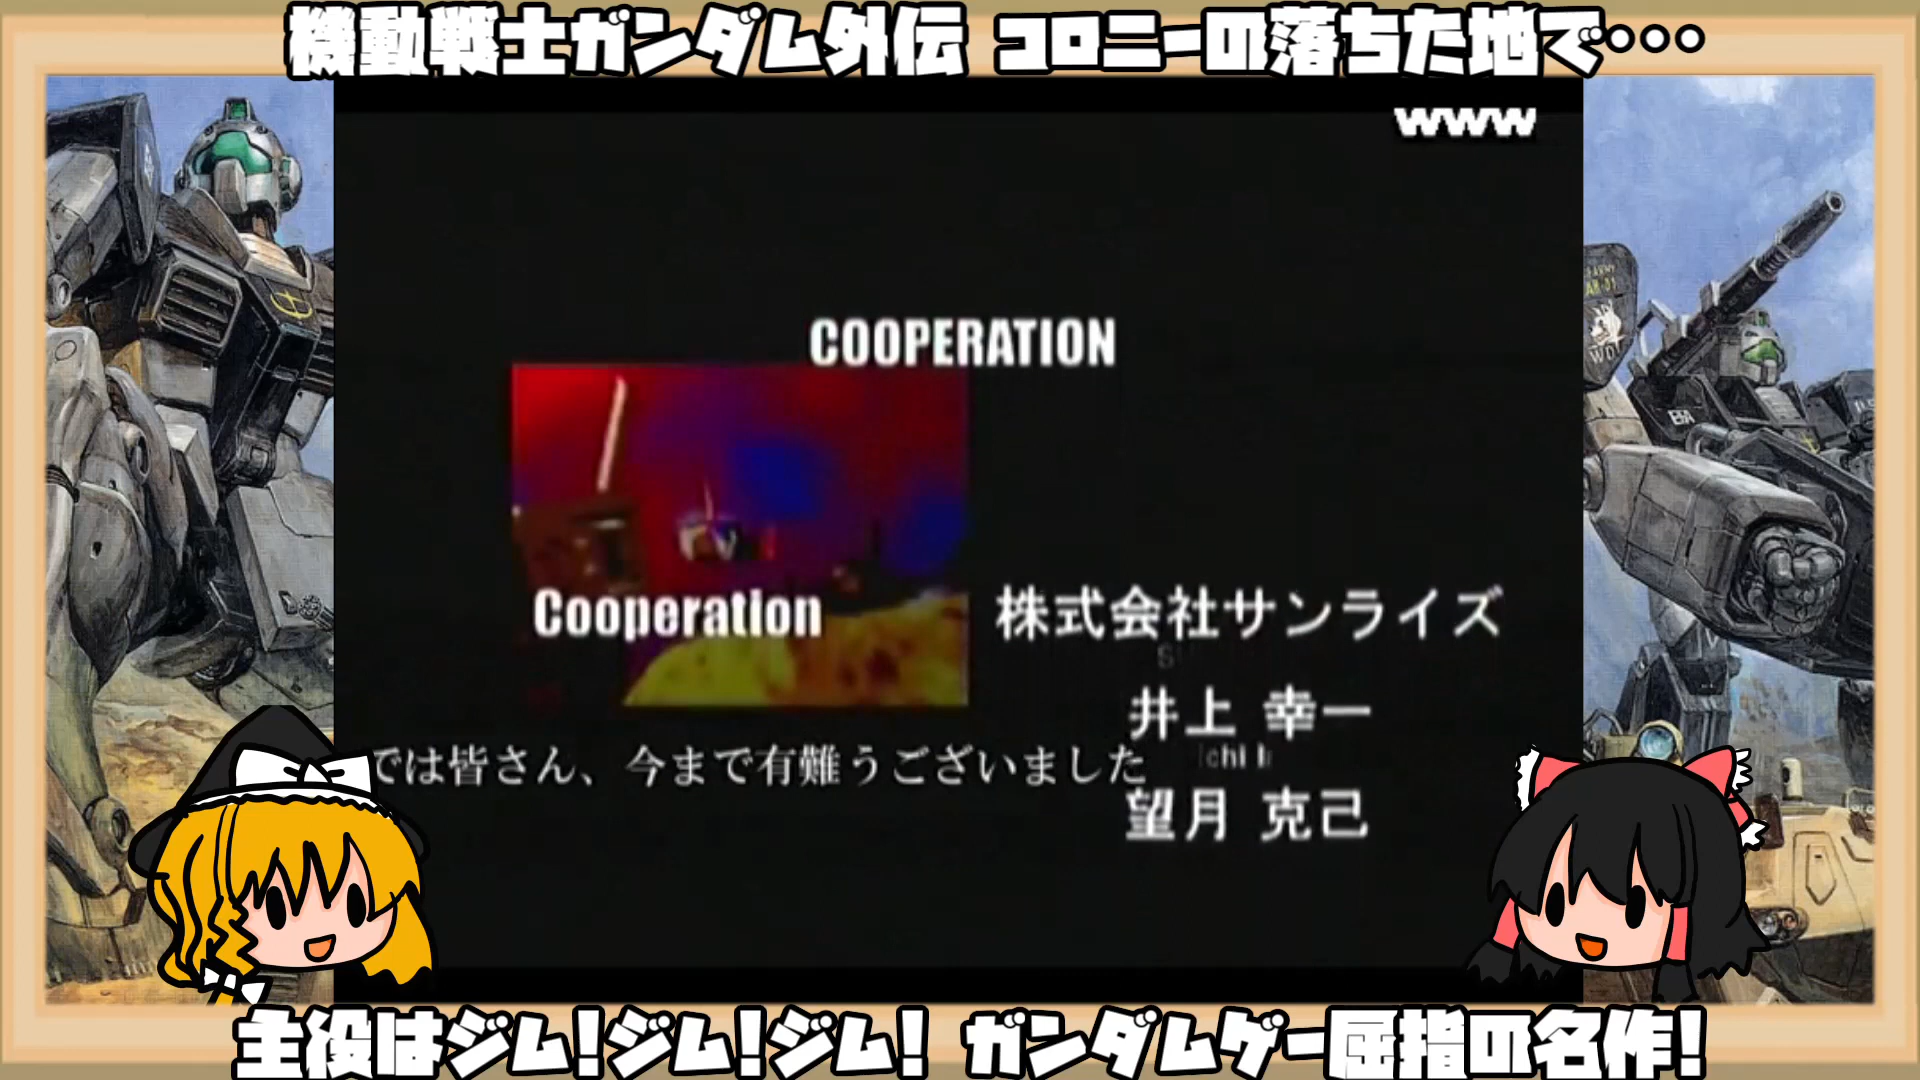 機動戦士ガンダム外伝 コロニーの落ちた地で・・・
www
COOPERATION
Cooperation 株式会社サンライズ
井上 幸一
では皆さん、今まで有難うございました
望月 克己
WD
EFA
主役はジム!ジム!ジム! ガンダムゲー屈指の名作!